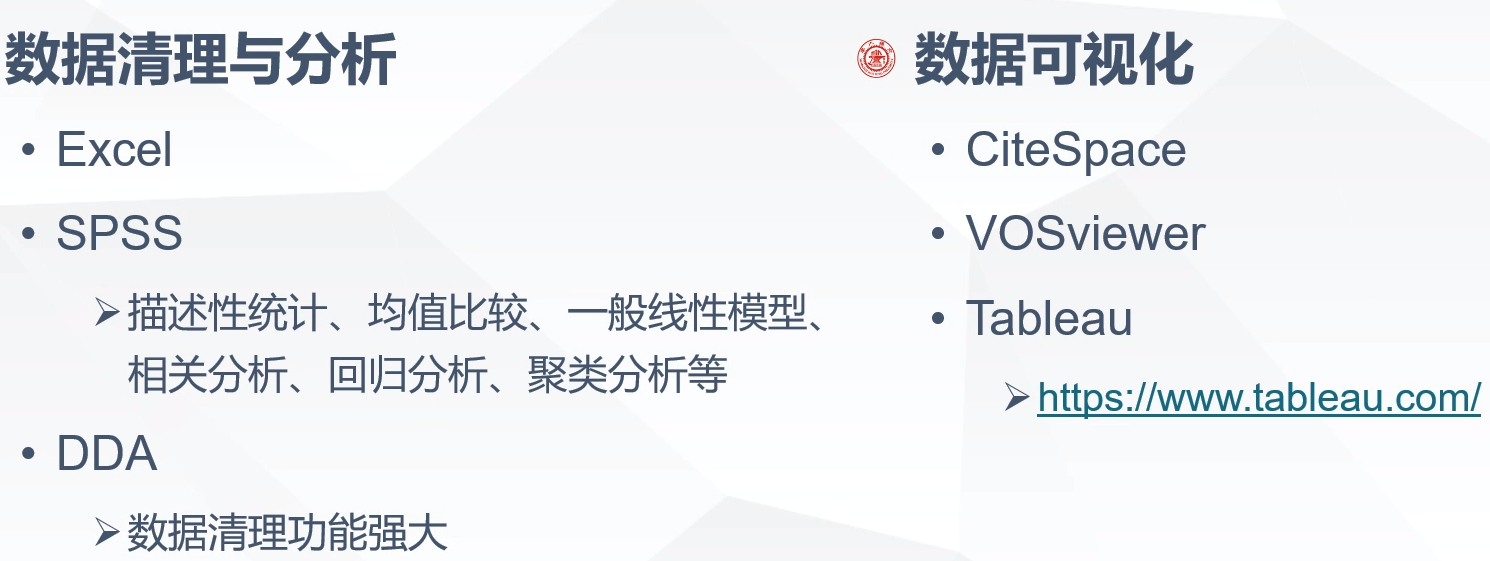 数据清理与分析
• Excel
• SPSS
➢描述性统计、均值比较、一般线性模型、
相关分析、回归分析、聚类分析等
• DDA
➢数据清理功能强大
数据可视化
• CiteSpace
• VOSviewer
• Tableau
➢https://www.tableau.com/